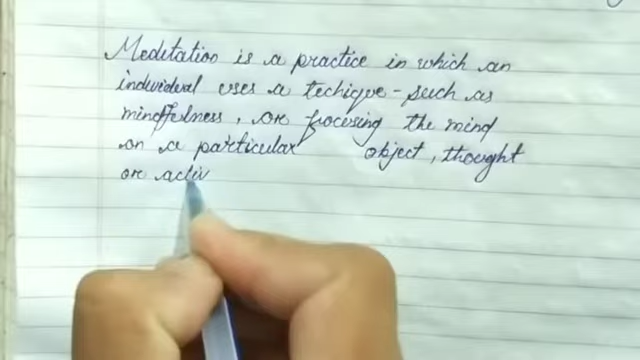 Meditation is a practice in which an
individual uses a techique - such as
mindfulness, or focusing the mind
on a particular object, thought
or activ